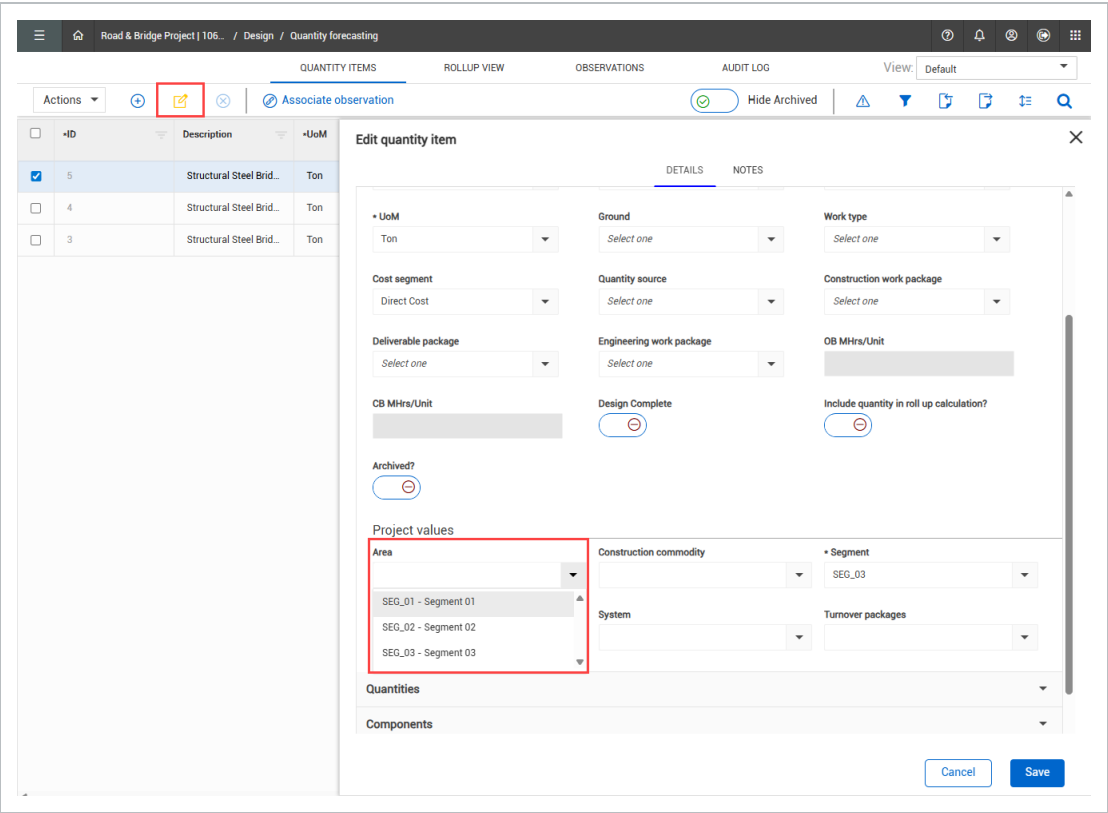 Road & Bridge Project | 106... / Design / Quantity forecasting
QUANTITY ITEMS ROLLUP VIEW OBSERVATIONS AUDIT LOG View: Default
Actions Associate observation Hide Archived
*ID Description *UoM
5 Structural Steel Brid... Ton
4 Structural Steel Brid... Ton
3 Structural Steel Brid... Ton
Edit quantity item
DETAILS NOTES
* UoM Ground Work type
Ton Select one Select one
Cost segment Quantity source Construction work package
Direct Cost Select one Select one
Deliverable package Engineering work package OB MHrs/Unit
Select one Select one
CB MHrs/Unit Design Complete Include quantity in roll up calculation?
Archived?
Project values
Area Construction commodity * Segment
SEG_03
SEG_01 - Segment 01
SEG_02 - Segment 02
SEG_03 - Segment 03
System Turnover packages
Quantities
Components
Cancel Save